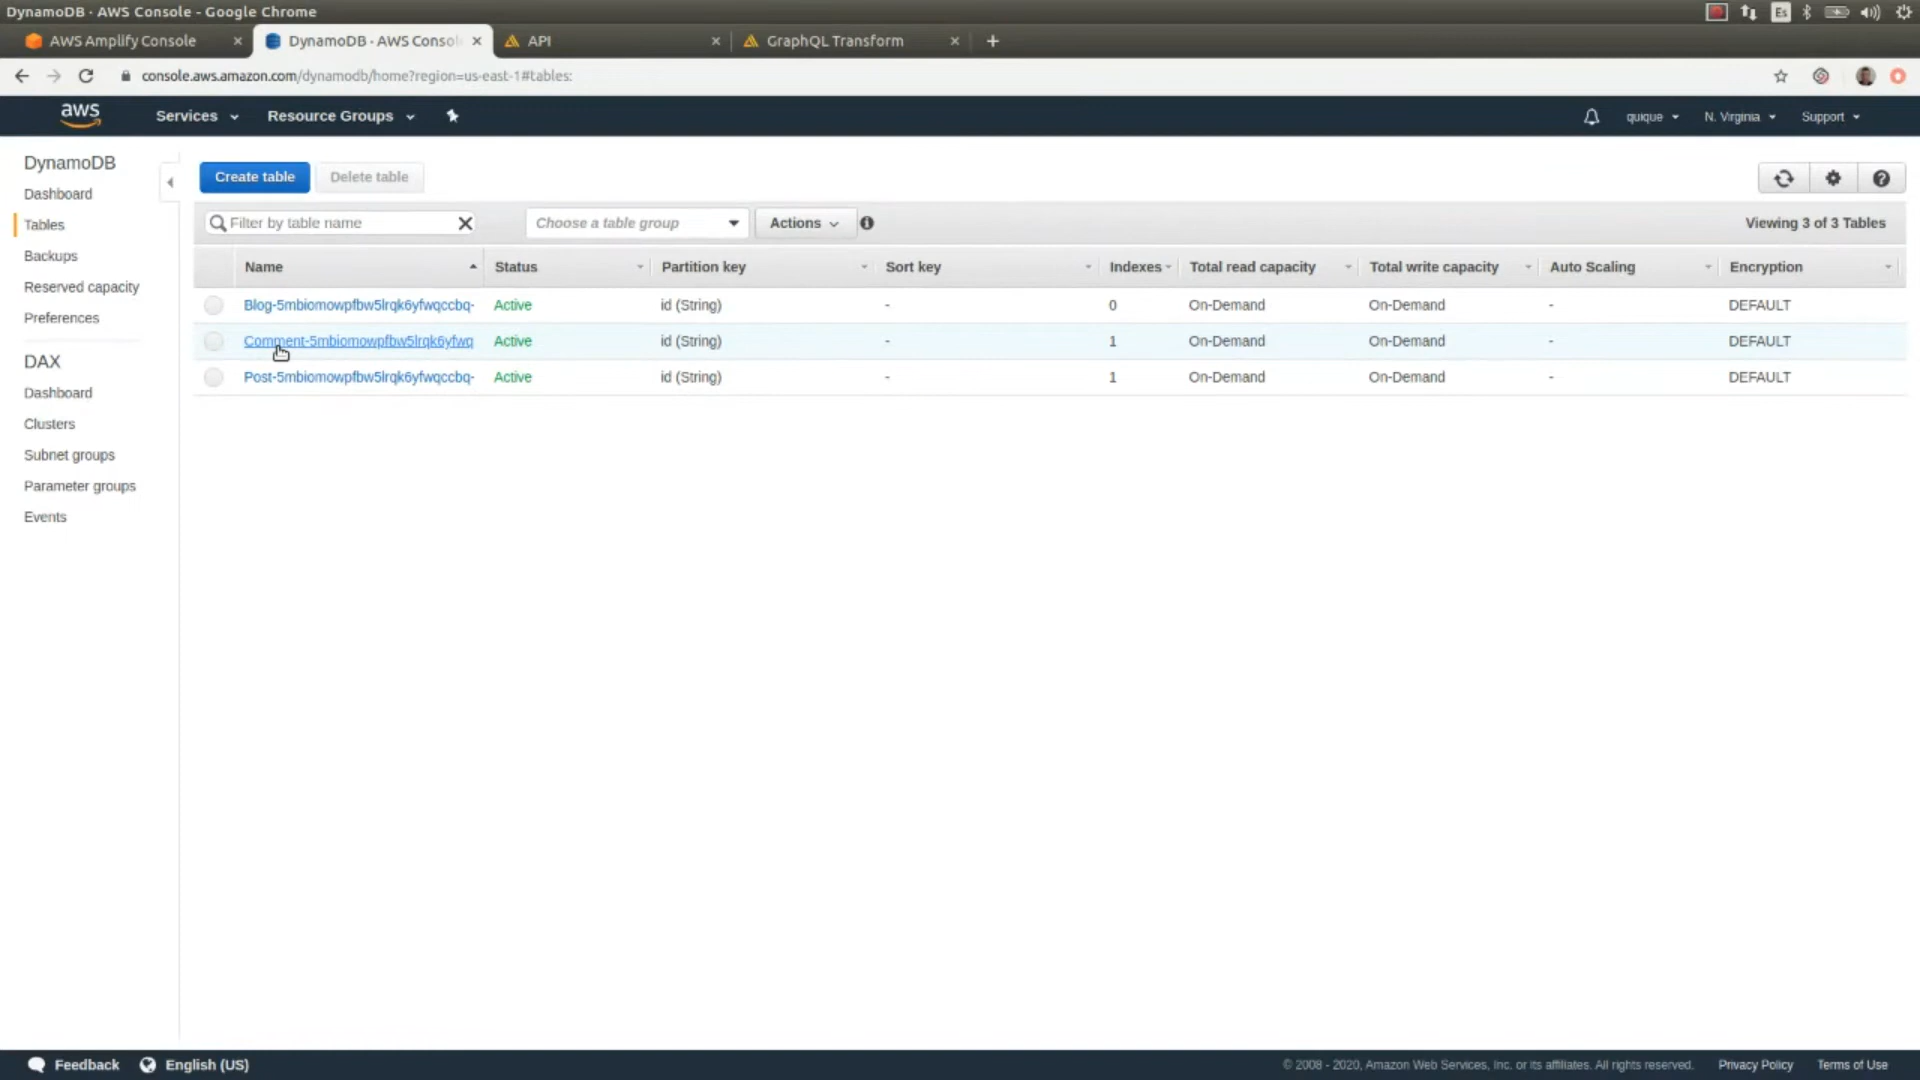 DynamoDB · AWS Console - Google Chrome
Es
AWS Amplify Console
DynamoDB · AWS Consol
API
GraphQL Transform
console.aws.amazon.com/dynamodb/home?region=us-east-1#tables:
aws
Services
Resource Groups
quique
N. Virginia
Support
DynamoDB
Dashboard
Tables
Backups
Reserved capacity
Preferences
DAX
Dashboard
Clusters
Subnet groups
Parameter groups
Events
Create table
Delete table
Filter by table name
Choose a table group
Actions
Viewing 3 of 3 Tables
Name Status Partition key Sort key Indexes Total read capacity Total write capacity Auto Scaling Encryption
Blog-5mbiomowpfbw5lrqk6yfwqccbq- Active id (String) - 0 On-Demand On-Demand - DEFAULT
Comment-5mbiomowpfbw5lrqk6yfwq Active id (String) - 1 On-Demand On-Demand - DEFAULT
Post-5mbiomowpfbw5lrqk6yfwqccbq- Active id (String) - 1 On-Demand On-Demand - DEFAULT
Feedback
English (US)
© 2008 - 2020, Amazon Web Services, Inc. or its affiliates. All rights reserved.
Privacy Policy
Terms of Use